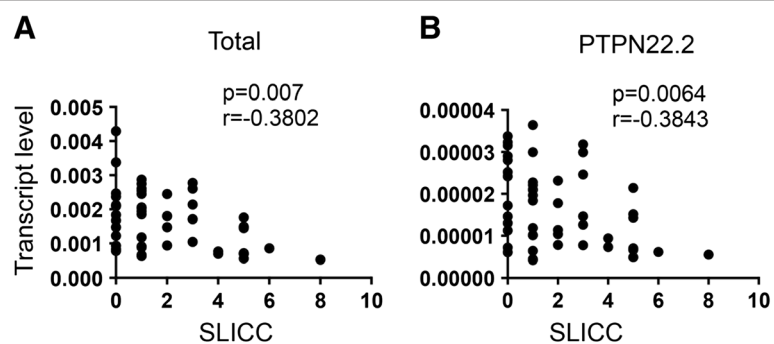 A
Total
p=0.007
r=-0.3802
Transcript level
0.005
0.004
0.003
0.002
0.001
0.000
0 2 4 6 8 10
SLICC
B
PTPN22.2
p=0.0064
r=-0.3843
0.00004
0.00003
0.00002
0.00001
0.00000
0 2 4 6 8 10
SLICC